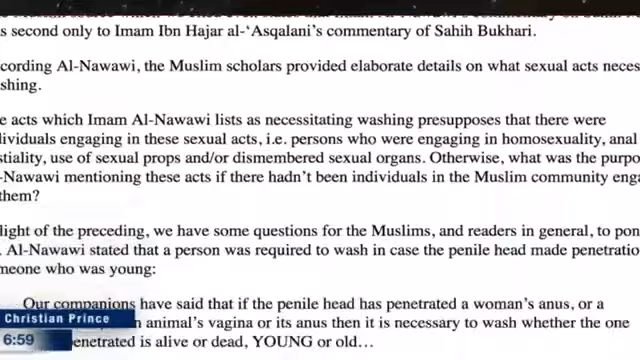 s second only to Imam Ibn Hajar al-‘Asqalani's commentary of Sahih Bukhari.
cording Al-Nawawi, the Muslim scholars provided elaborate details on what sexual acts neces
shing.
e acts which Imam Al-Nawawi lists as necessitating washing presupposes that there were
dividuals engaging in these sexual acts, i.e. persons who were engaging in homosexuality, anal
stiality, use of sexual props and/or dismembered sexual organs. Otherwise, what was the purpo
-Nawawi mentioning these acts if there hadn't been individuals in the Muslim community enga
them?
light of the preceding, we have some questions for the Muslims, and readers in general, to pon
. Al-Nawawi stated that a person was required to wash in case the penile head made penetratio
meone who was young:
Our companions have said that if the penile head has penetrated a woman's anus, or a
n animal's vagina or its anus then it is necessary to wash whether the one
enetrated is alive or dead, YOUNG or old…
Christian Prince
6:59